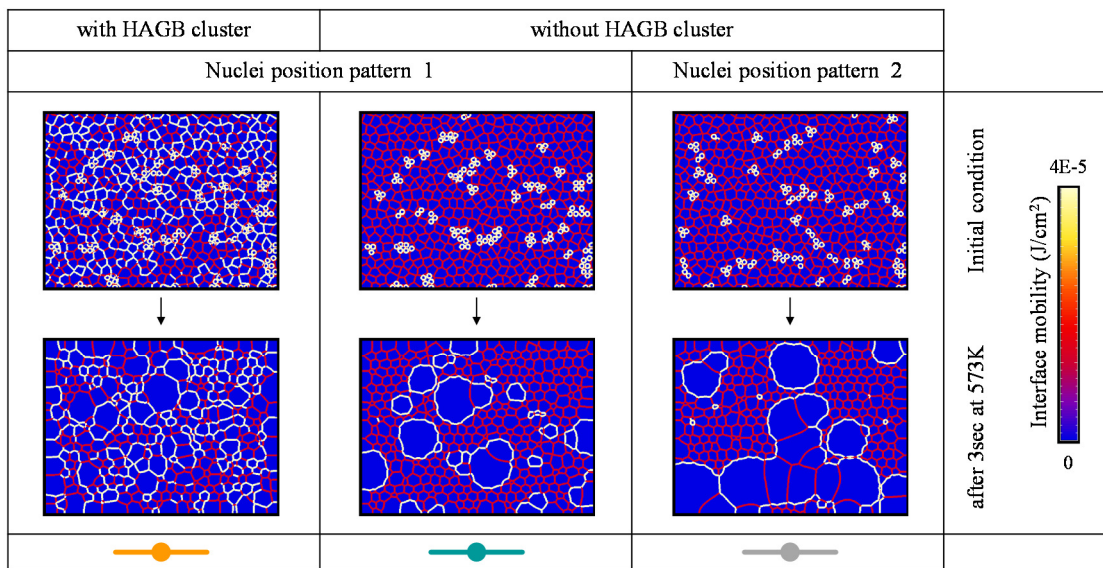 with HAGB cluster
without HAGB cluster
Nuclei position pattern 1
Nuclei position pattern 2
Initial condition
after 3sec at 573K
Interface mobility (J/cm²)
4E-5
0